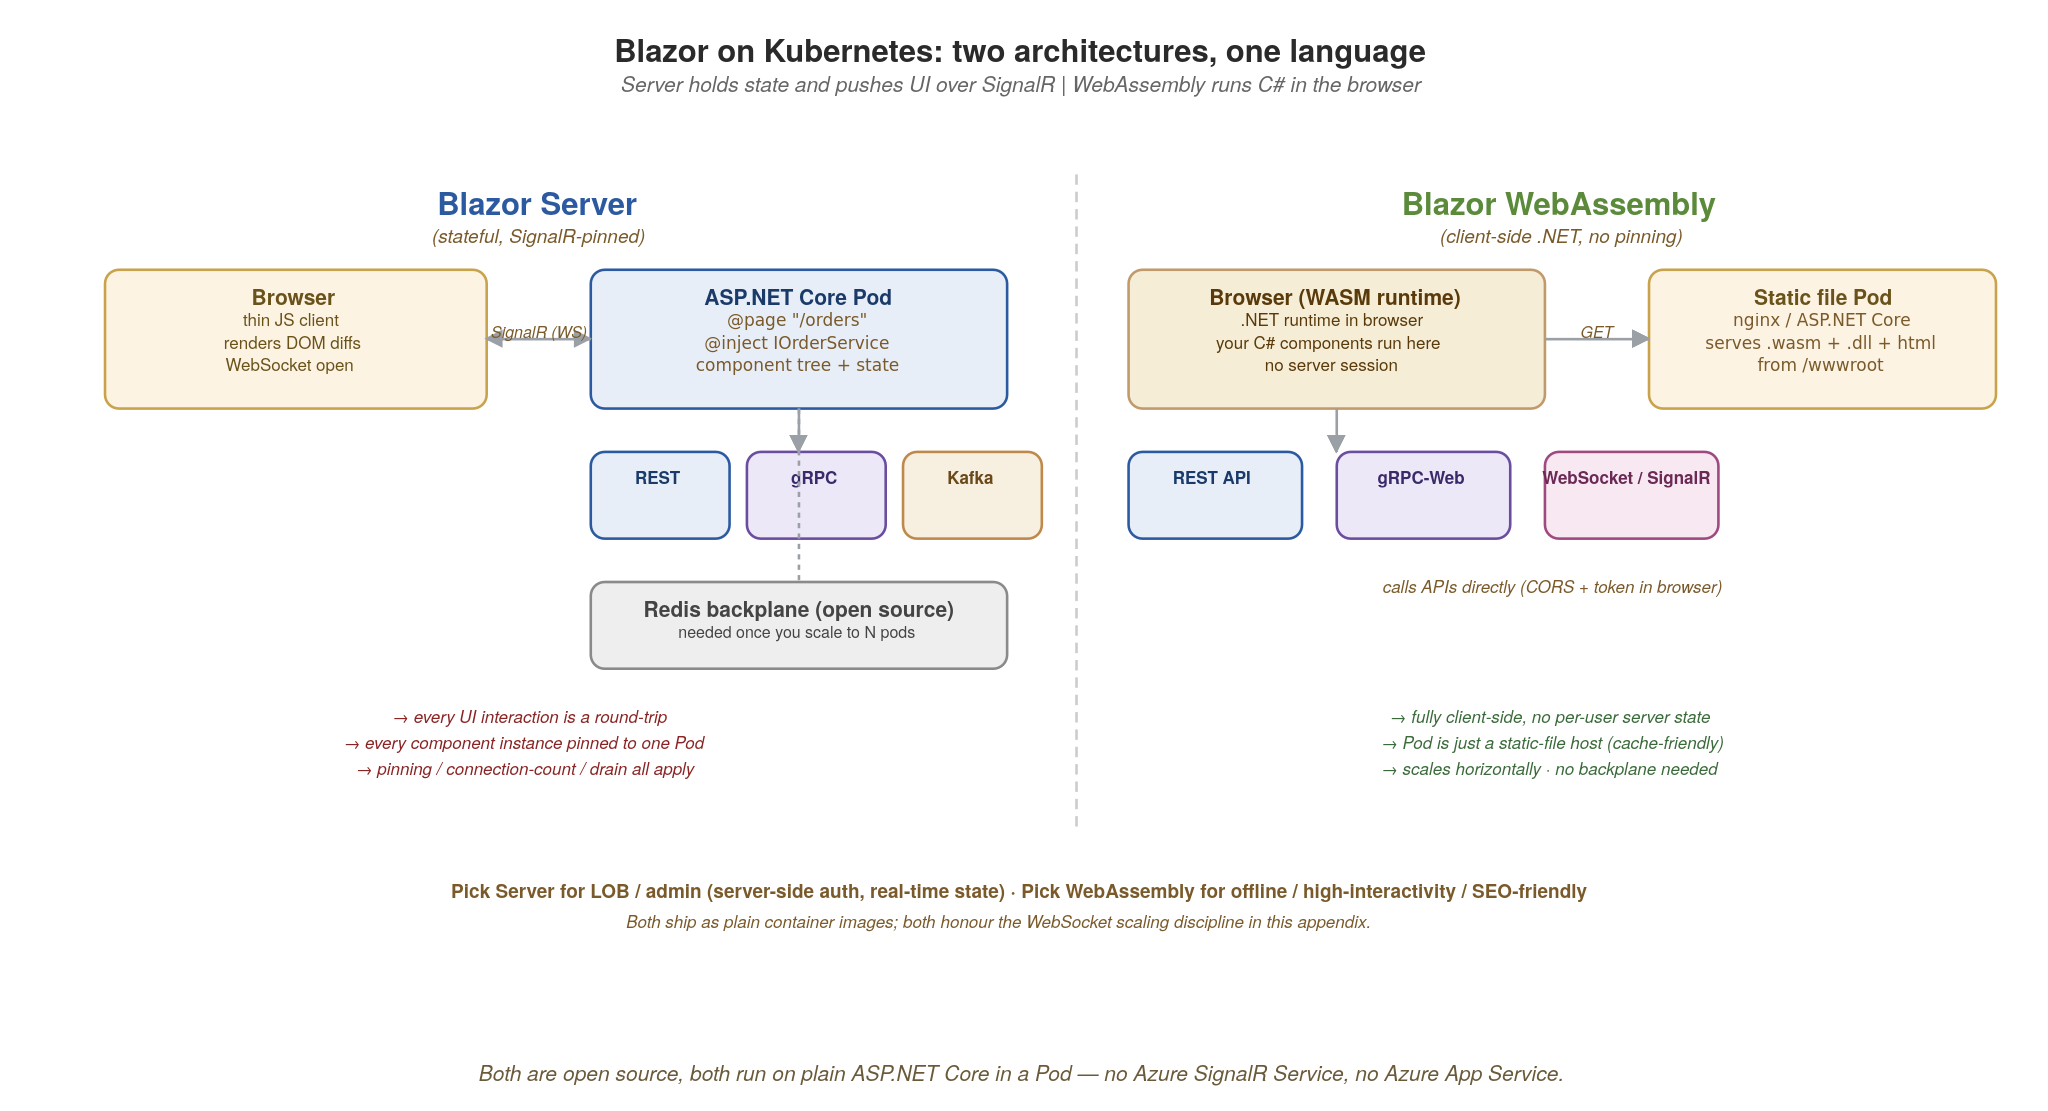 Blazor on Kubernetes: two architectures, one language
Server holds state and pushes UI over SignalR | WebAssembly runs C# in the browser
Blazor Server
(stateful, SignalR-pinned)
Browser
thin JS client
renders DOM diffs
WebSocket open
SignalR (WS)
ASP.NET Core Pod
@page "/orders"
@inject IOrderService
component tree + state
REST
gRPC
Kafka
Redis backplane (open source)
needed once you scale to N pods
→ every UI interaction is a round-trip
→ every component instance pinned to one Pod
→ pinning / connection-count / drain all apply
Blazor WebAssembly
(client-side .NET, no pinning)
Browser (WASM runtime)
.NET runtime in browser
your C# components run here
no server session
GET
Static file Pod
nginx / ASP.NET Core
serves .wasm + .dll + html
from /wwwroot
REST API
gRPC-Web
WebSocket / SignalR
calls APIs directly (CORS + token in browser)
→ fully client-side, no per-user server state
→ Pod is just a static-file host (cache-friendly)
→ scales horizontally · no backplane needed
Pick Server for LOB / admin (server-side auth, real-time state) · Pick WebAssembly for offline / high-interactivity / SEO-friendly
Both ship as plain container images; both honour the WebSocket scaling discipline in this appendix.
Both are open source, both run on plain ASP.NET Core in a Pod — no Azure SignalR Service, no Azure App Service.